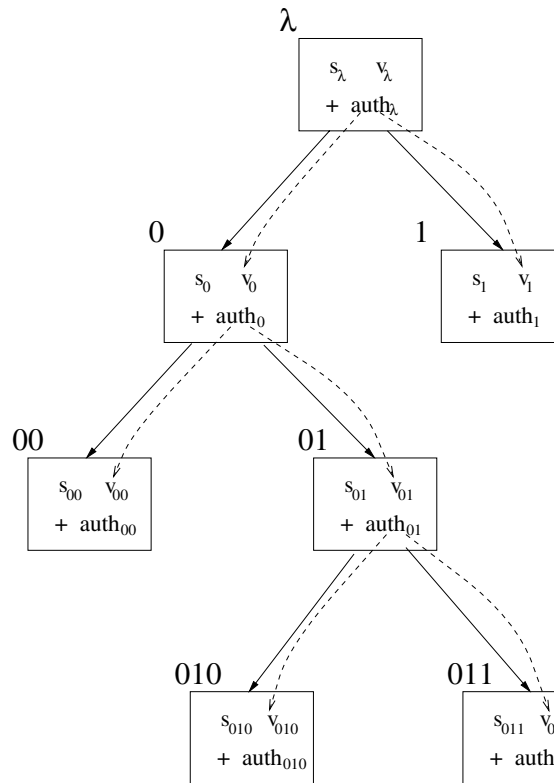 λ
s_λ v_λ
+ auth_λ
0
s_0 v_0
+ auth_0
1
s_1 v_1
+ auth_1
00
s_00 v_00
+ auth_00
01
s_01 v_01
+ auth_01
010
s_010 v_010
+ auth_010
011
s_011
+ auth